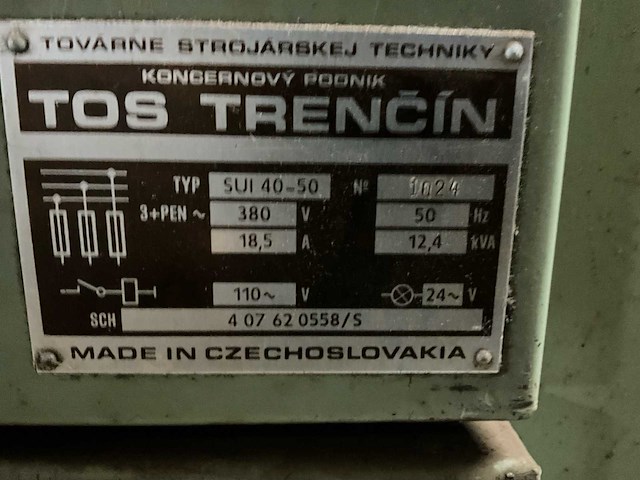 TOVÁRNE STROJÁRSKEJ TECHNIKY
KONCERNOVÝ PODNIK
TOS TRENČÍN
TYP SUI 40-50 Nº 1024
3+PEN ~ 380 V 50 Hz
18,5 A 12,4 kVA
110~ V 24~ V
SCH 4 07 62 0558/S
MADE IN CZECHOSLOVAKIA